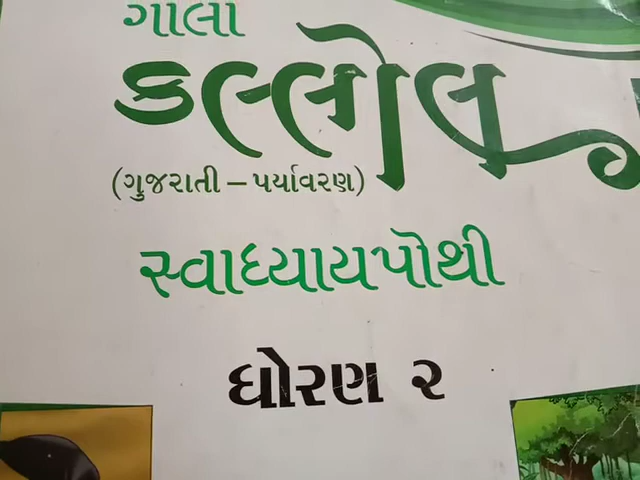 ગાલા
કલ્લોલ
(ગુજરાતી – પર્યાવરણ)
સ્વાધ્યાયપોથી
ધોરણ ૨